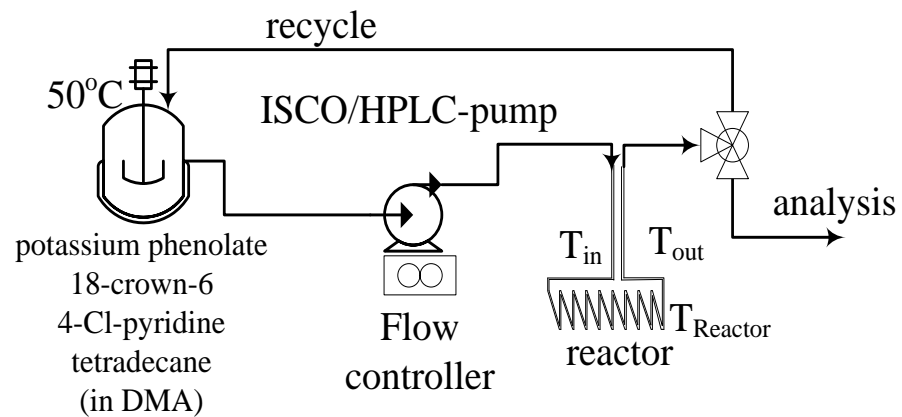 recycle
50°C
ISCO/HPLC-pump
analysis
T_in
T_out
potassium phenolate
18-crown-6
4-Cl-pyridine
tetradecane
(in DMA)
Flow
controller
T_Reactor
reactor